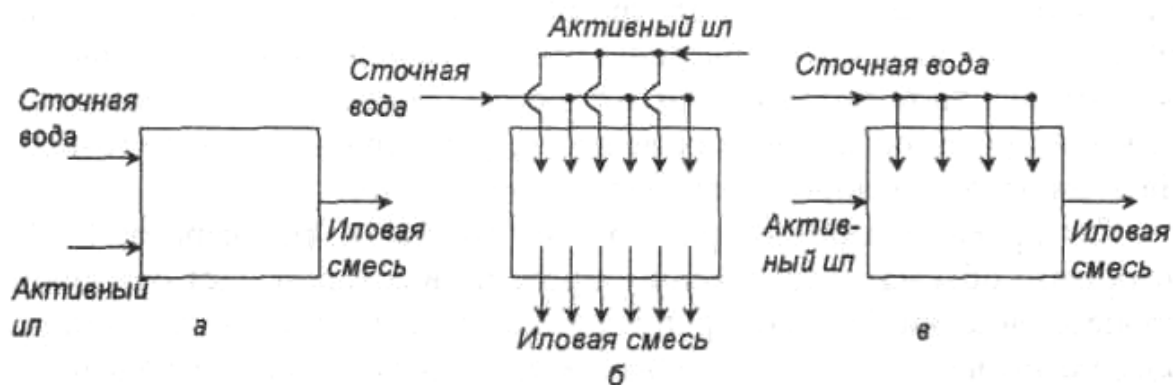 Сточная
вода
Активный
ил
Иловая
смесь
а
Активный ил
Сточная
вода
Иловая смесь
б
Сточная вода
Актив-
ный ил
Иловая
смесь
в